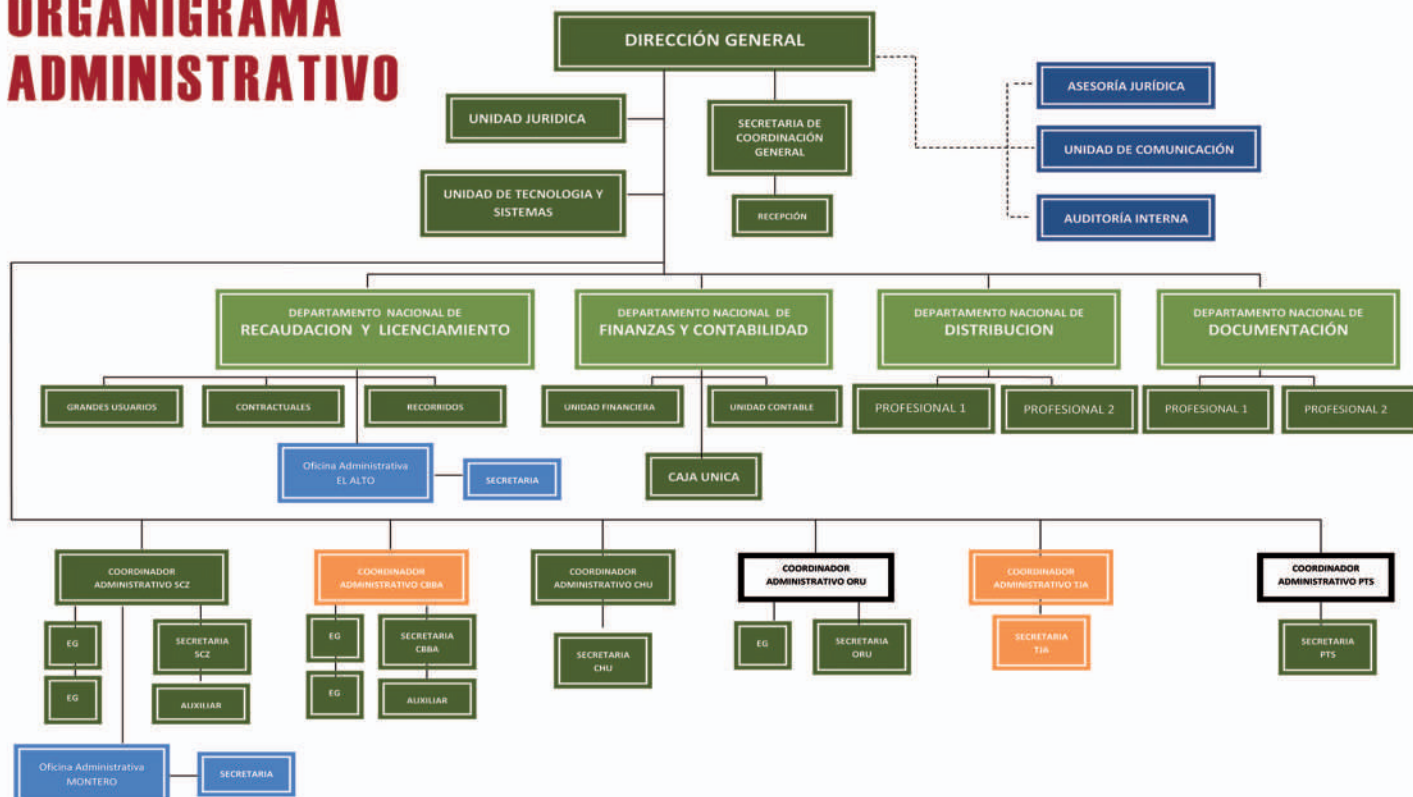 ORGANIGRAMA
ADMINISTRATIVO
DIRECCIÓN GENERAL
UNIDAD JURIDICA
SECRETARIA DE
COORDINACIÓN
GENERAL
UNIDAD DE TECNOLOGIA Y
SISTEMAS
RECEPCIÓN
ASESORÍA JURÍDICA
UNIDAD DE COMUNICACIÓN
AUDITORÍA INTERNA
DEPARTAMENTO NACIONAL DE
RECAUDACION Y LICENCIAMIENTO
DEPARTAMENTO NACIONAL DE
FINANZAS Y CONTABILIDAD
DEPARTAMENTO NACIONAL DE
DISTRIBUCION
DEPARTAMENTO NACIONAL DE
DOCUMENTACIÓN
GRANDES USUARIOS
CONTRACTUALES
RECORRIDOS
UNIDAD FINANCIERA
UNIDAD CONTABLE
PROFESIONAL 1
PROFESIONAL 2
PROFESIONAL 1
PROFESIONAL 2
Oficina Administrativa
EL ALTO
SECRETARIA
CAJA UNICA
COORDINADOR
ADMINISTRATIVO SCZ
COORDINADOR
ADMINISTRATIVO CBBA
COORDINADOR
ADMINISTRATIVO CHU
COORDINADOR
ADMINISTRATIVO ORU
COORDINADOR
ADMINISTRATIVO TJA
COORDINADOR
ADMINISTRATIVO PTS
EG
SECRETARIA
SCZ
EG
AUXILIAR
EG
SECRETARIA
CBBA
EG
AUXILIAR
SECRETARIA
CHU
EG
SECRETARIA
ORU
SECRETARIA
TJA
SECRETARIA
PTS
Oficina Administrativa
MONTERO
SECRETARIA